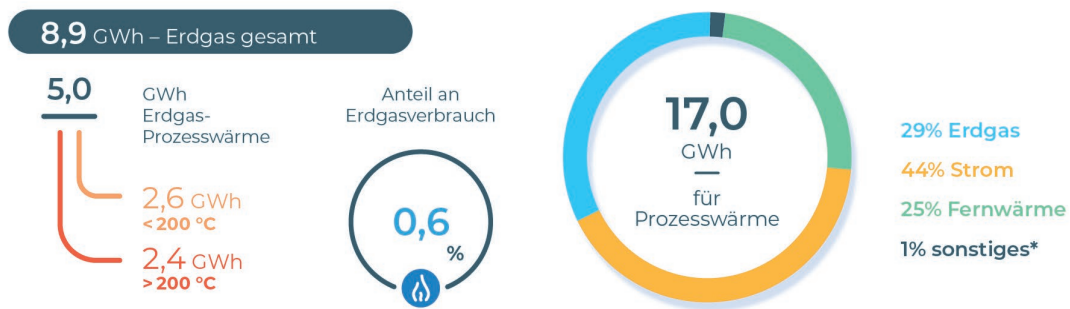 8,9 GWh – Erdgas gesamt
5,0
GWh
Erdgas-
Prozesswärme
2,6 GWh
< 200 °C
2,4 GWh
> 200 °C
Anteil an
Erdgasverbrauch
0,6
%
17,0
GWh
für
Prozesswärme
29% Erdgas
44% Strom
25% Fernwärme
1% sonstiges*